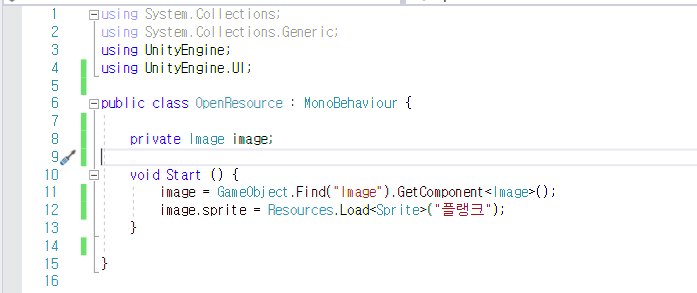 1 using System.Collections;
2 using System.Collections.Generic;
3 using UnityEngine;
4 using UnityEngine.UI;
5
6 public class OpenResource : MonoBehaviour {
7
8 private Image image;
9
10 void Start () {
11 image = GameObject.Find("Image").GetComponent<Image>();
12 image.sprite = Resources.Load<Sprite>("플랭크");
13 }
14
15 }
16